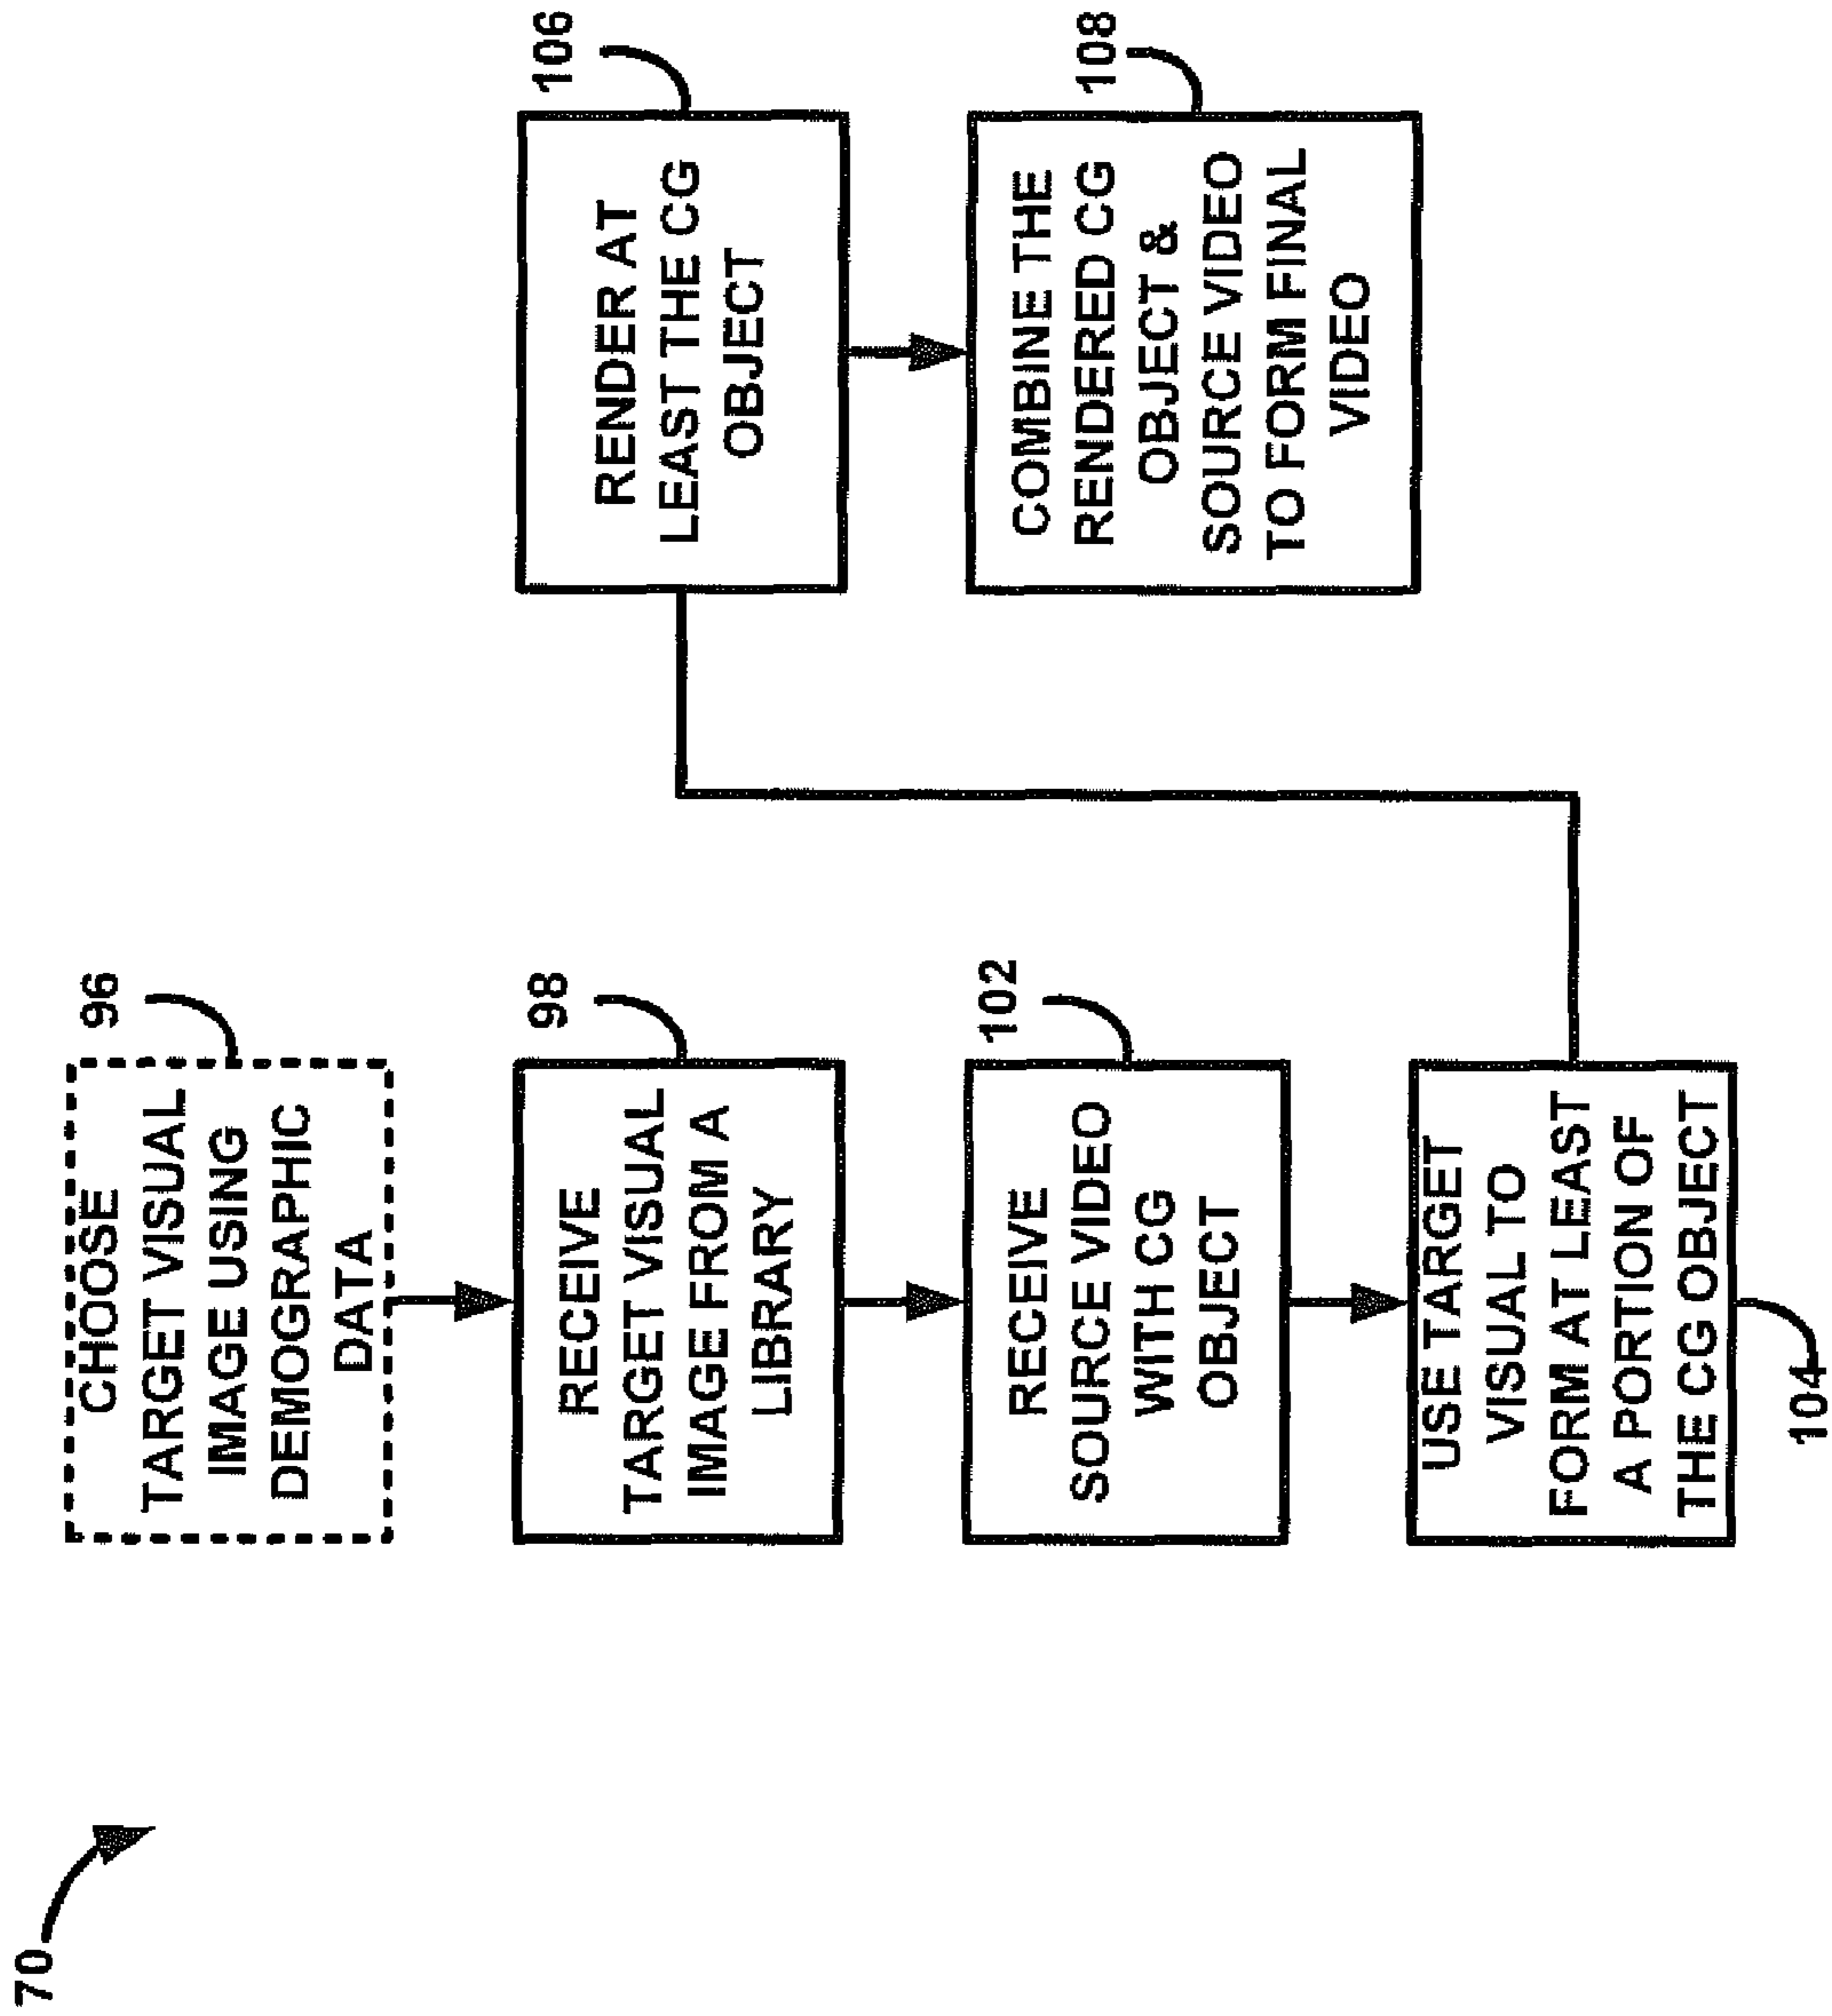 70
96
CHOOSE
TARGET VISUAL
IMAGE USING
DEMOGRAPHIC
DATA
98
RECEIVE
TARGET VISUAL
IMAGE FROM A
LIBRARY
102
RECEIVE
SOURCE VIDEO
WITH CG
OBJECT
USE TARGET
VISUAL TO
FORM AT LEAST
A PORTION OF
THE CG OBJECT
104
106
RENDER AT
LEAST THE CG
OBJECT
108
COMBINE THE
RENDERED CG
OBJECT &
SOURCE VIDEO
TO FORM FINAL
VIDEO